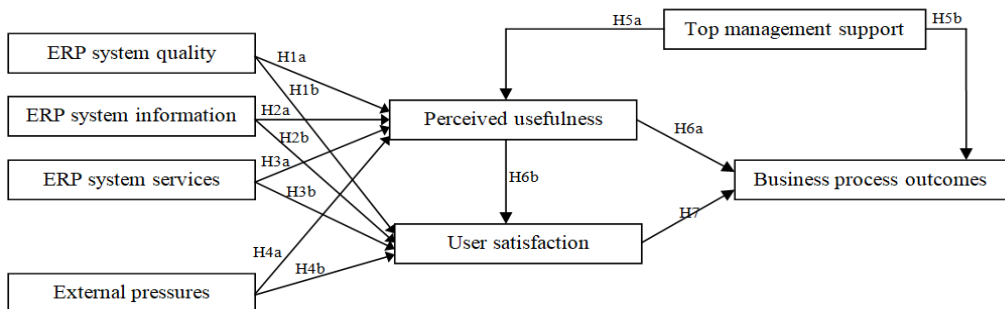 H5a
H5b
Top management support
ERP system quality
H1a
H1b
ERP system information
H2a
Perceived usefulness
H2b
H6a
H3a
ERP system services
H6b
Business process outcomes
H3b
H7
User satisfaction
H4a
H4b
External pressures